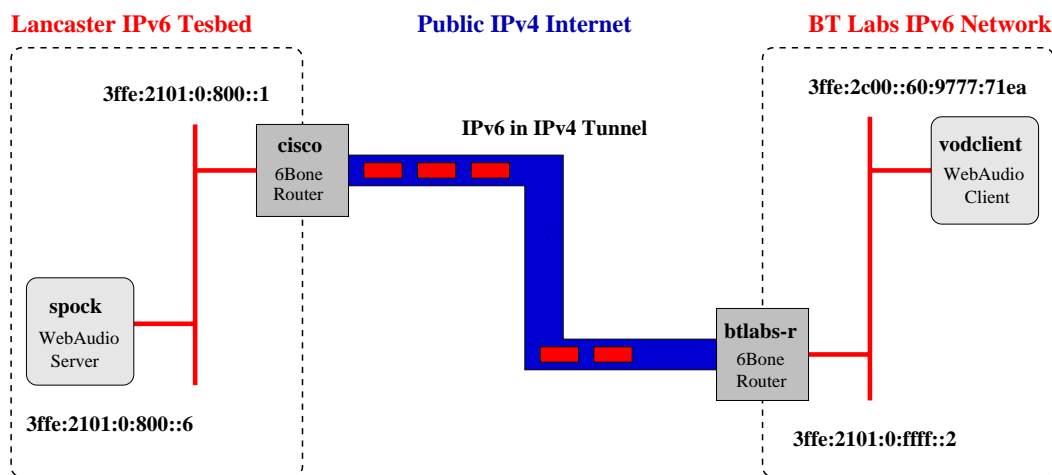 Lancaster IPv6 Tesbed
Public IPv4 Internet
BT Labs IPv6 Network
3ffe:2101:0:800::1
3ffe:2c00::60:9777:71ea
IPv6 in IPv4 Tunnel
cisco
6Bone
Router
vodclient
WebAudio
Client
spock
WebAudio
Server
btlabs-r
6Bone
Router
3ffe:2101:0:800::6
3ffe:2101:0:ffff::2